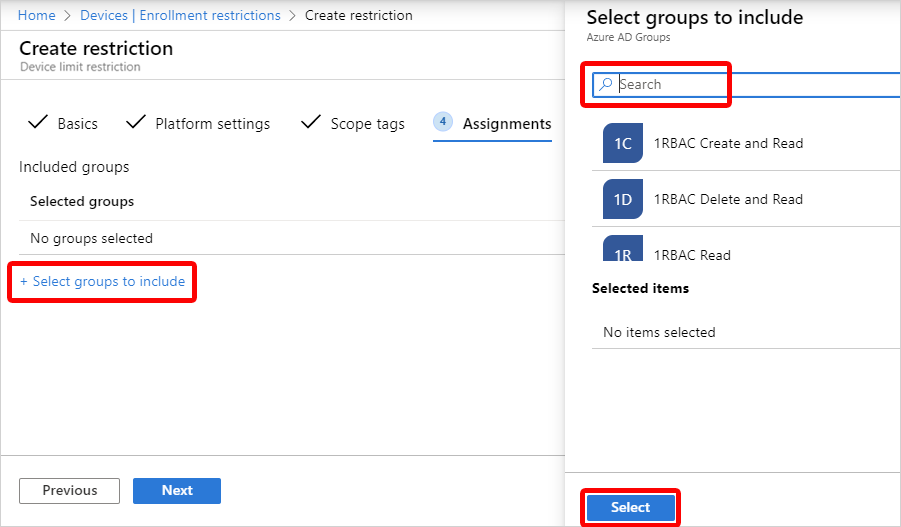 Home > Devices | Enrollment restrictions > Create restriction
Create restriction
Device limit restriction
Basics Platform settings Scope tags 4 Assignments
Included groups
Selected groups
No groups selected
+ Select groups to include
Previous Next
Select groups to include
Azure AD Groups
Search
1C 1RBAC Create and Read
1D 1RBAC Delete and Read
1R 1RBAC Read
Selected items
No items selected
Select